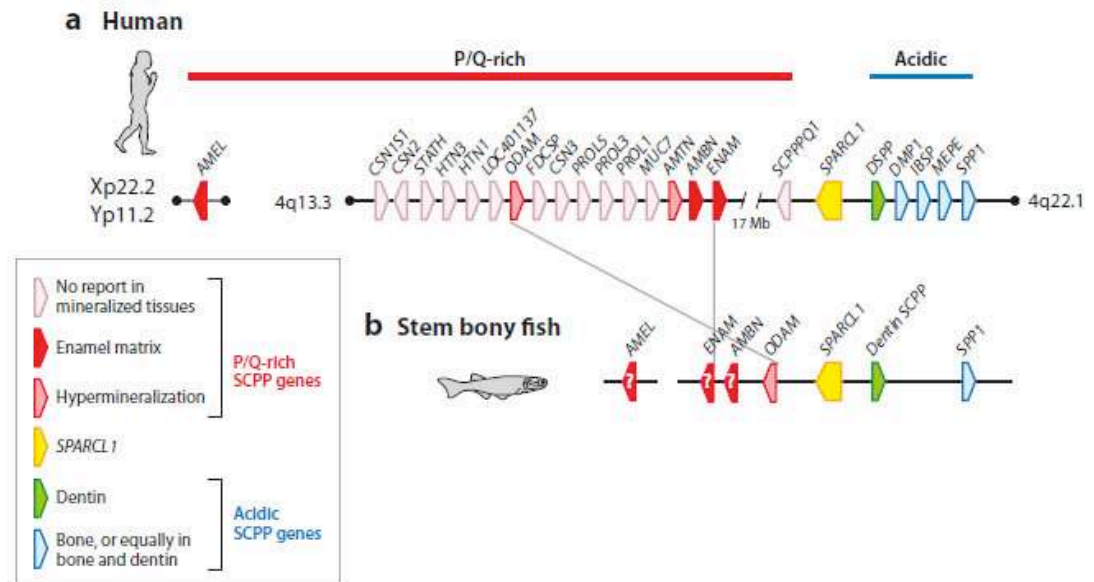 a Human
P/Q-rich
Acidic
AMEL
CSN1S1
CSN2
STATH
HTN3
HTN1
LOC401137
ODAM
FDCSP
CSN3
PROL5
PROL3
PROL1
MUC7
AMTN
AMBN
ENAM
SCPPPQ1
SPARCL1
DSPP
DMP1
IBSP
MEPE
SPP1
Xp22.2
Yp11.2
4q13.3
17 Mb
4q22.1
No report in
mineralized tissues
Enamel matrix
Hypermineralization
P/Q-rich
SCPP genes
SPARCL1
Dentin
Bone, or equally in
bone and dentin
Acidic
SCPP genes
b Stem bony fish
AMEL
ENAM
AMBN
ODAM
SPARCL1
Dentin SCPP
SPP1
?
?
?